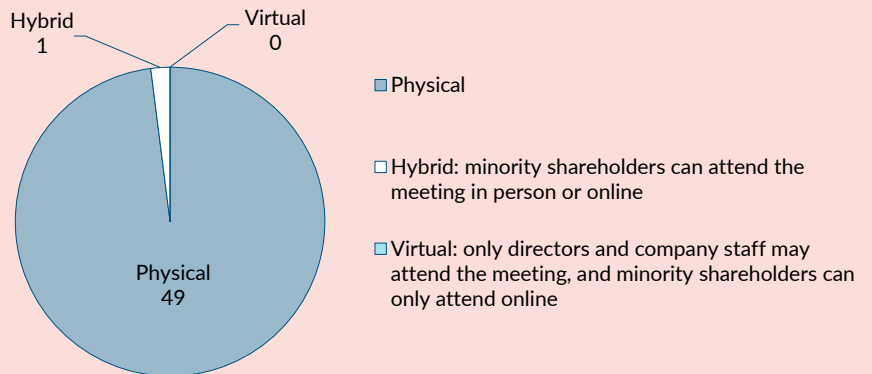 Hybrid
1
Virtual
0
Physical
49
Physical
Hybrid: minority shareholders can attend the
meeting in person or online
Virtual: only directors and company staff may
attend the meeting, and minority shareholders can
only attend online